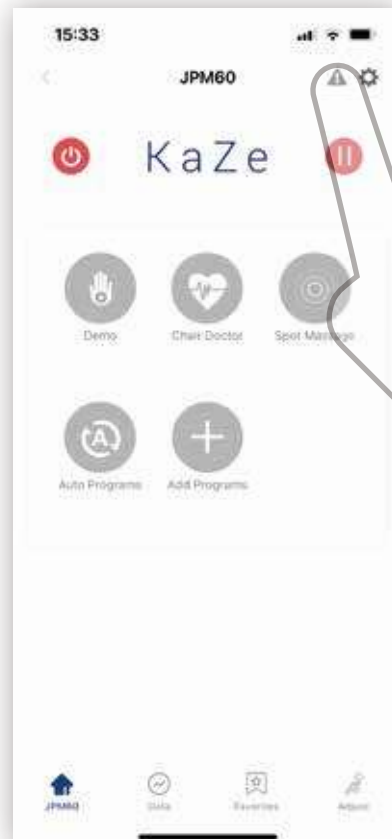 15:33
JPM60
KaZe
Demo
Chair Doctor
Spot Massage
Auto Programs
Add Programs
JPM60
Data
Favorites
Adjust